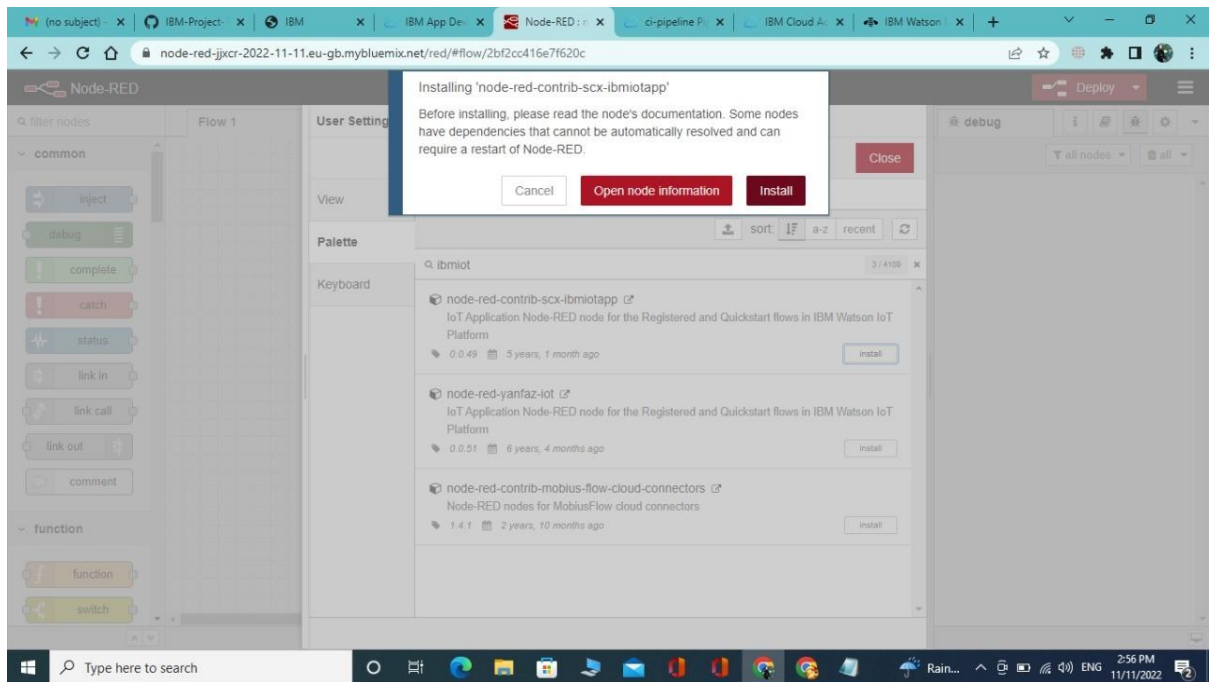 (no subject) -
IBM-Project-
IBM
IBM App Dev
Node-RED : n
ci-pipeline Pi
IBM Cloud Ac
IBM Watson
node-red-jjxcr-2022-11-11.eu-gb.mybluemix.net/red/#flow/2bf2cc416e7f620c
Node-RED
Deploy
Installing 'node-red-contrib-scx-ibmiotapp'
Before installing, please read the node's documentation. Some nodes
have dependencies that cannot be automatically resolved and can
require a restart of Node-RED.
Cancel
Open node information
Install
filter nodes
common
inject
debug
complete
catch
status
link in
link call
link out
comment
function
function
switch
Flow 1
User Setting
Close
View
Palette
Keyboard
sort:
a-z
recent
ibmiot
3 / 4109
node-red-contrib-scx-ibmiotapp
IoT Application Node-RED node for the Registered and Quickstart flows in IBM Watson IoT
Platform
0.0.49 5 years, 1 month ago
install
node-red-yanfaz-iot
IoT Application Node-RED node for the Registered and Quickstart flows in IBM Watson IoT
Platform
0.0.51 6 years, 4 months ago
install
node-red-contrib-mobius-flow-cloud-connectors
Node-RED nodes for MobiusFlow cloud connectors
1.4.1 2 years, 10 months ago
install
debug
all nodes
all
Type here to search
Rain...
ENG
2:56 PM
11/11/2022
2